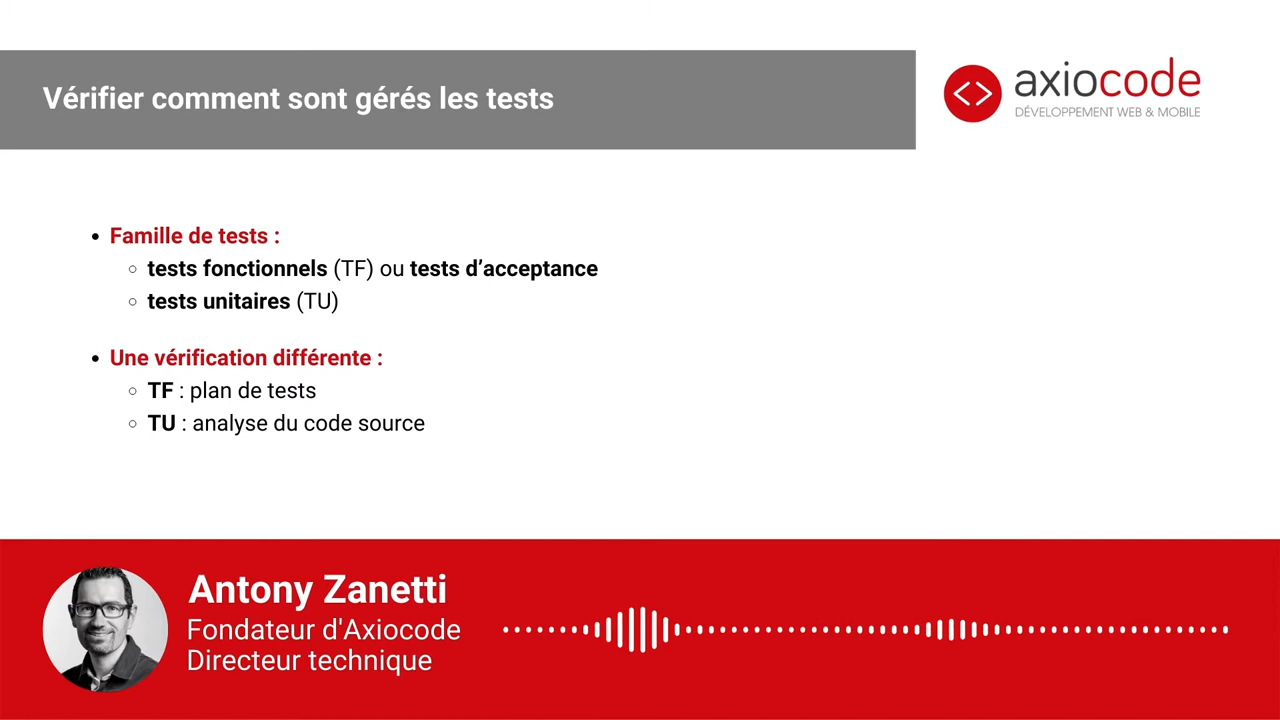 Vérifier comment sont gérés les tests
axiocode
DÉVELOPPEMENT WEB & MOBILE
• Famille de tests :
◦ tests fonctionnels (TF) ou tests d’acceptance
◦ tests unitaires (TU)
• Une vérification différente :
◦ TF : plan de tests
◦ TU : analyse du code source
Antony Zanetti
Fondateur d'Axiocode
Directeur technique